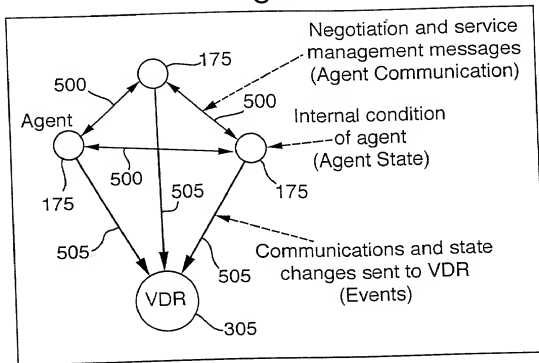 175
Negotiation and service
management messages
(Agent Communication)
500
500
Agent
Internal condition
of agent
(Agent State)
500
175
175
505
505
505
Communications and state
changes sent to VDR
(Events)
VDR
305